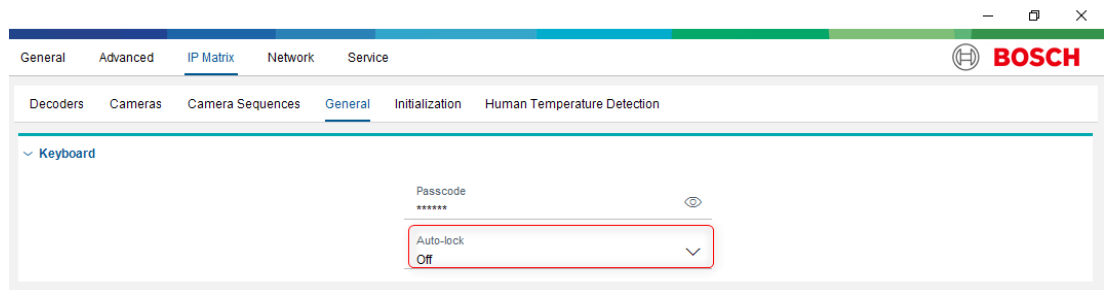 General Advanced IP Matrix Network Service BOSCH
Decoders Cameras Camera Sequences General Initialization Human Temperature Detection
Keyboard
Passcode
******
Auto-lock
Off